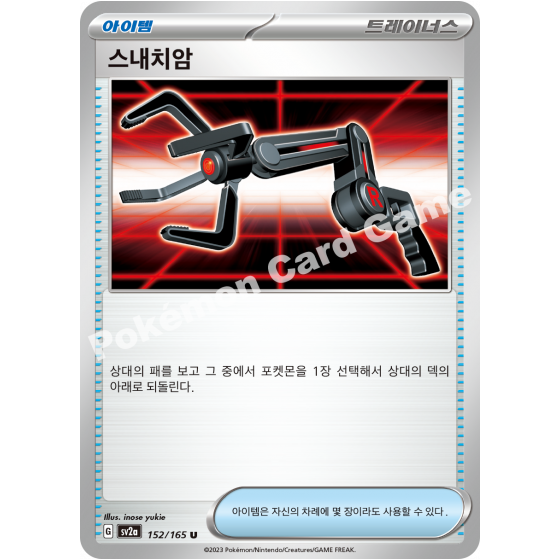 아이템
트레이너스
스내치암
R
Pokémon Card Game
상대의 패를 보고 그 중에서 포켓몬을 1장 선택해서 상대의 덱의
아래로 되돌린다.
Illus. inose yukie
아이템은 자신의 차례에 몇 장이라도 사용할 수 있다.
G sv2a 152/165 U
©2023 Pokémon/Nintendo/Creatures/GAME FREAK.